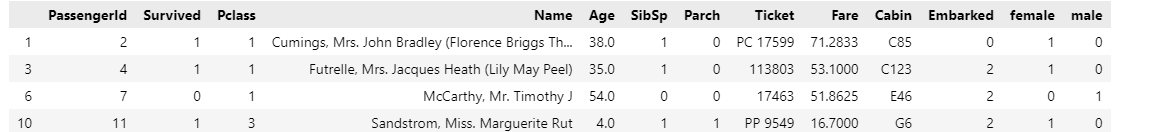 PassengerId Survived Pclass Name Age SibSp Parch Ticket Fare Cabin Embarked female male
1 2 1 1 Cumings, Mrs. John Bradley (Florence Briggs Th... 38.0 1 0 PC 17599 71.2833 C85 0 1 0
3 4 1 1 Futrelle, Mrs. Jacques Heath (Lily May Peel) 35.0 1 0 113803 53.1000 C123 2 1 0
6 7 0 1 McCarthy, Mr. Timothy J 54.0 0 0 17463 51.8625 E46 2 0 1
10 11 1 3 Sandstrom, Miss. Marguerite Rut 4.0 1 1 PP 9549 16.7000 G6 2 1 0